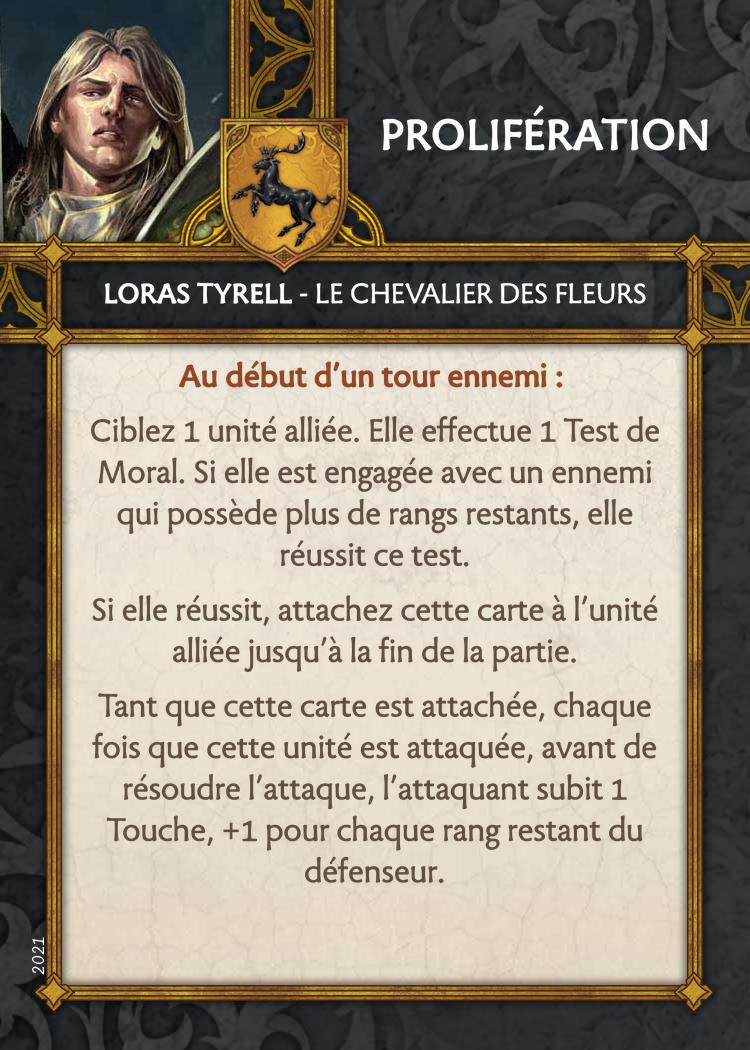 PROLIFÉRATION
LORAS TYRELL - LE CHEVALIER DES FLEURS
Au début d'un tour ennemi :
Ciblez 1 unité alliée. Elle effectue 1 Test de
Moral. Si elle est engagée avec un ennemi
qui possède plus de rangs restants, elle
réussit ce test.
Si elle réussit, attachez cette carte à l'unité
alliée jusqu'à la fin de la partie.
Tant que cette carte est attachée, chaque
fois que cette unité est attaquée, avant de
résoudre l'attaque, l'attaquant subit 1
Touche, +1 pour chaque rang restant du
défenseur.
2021